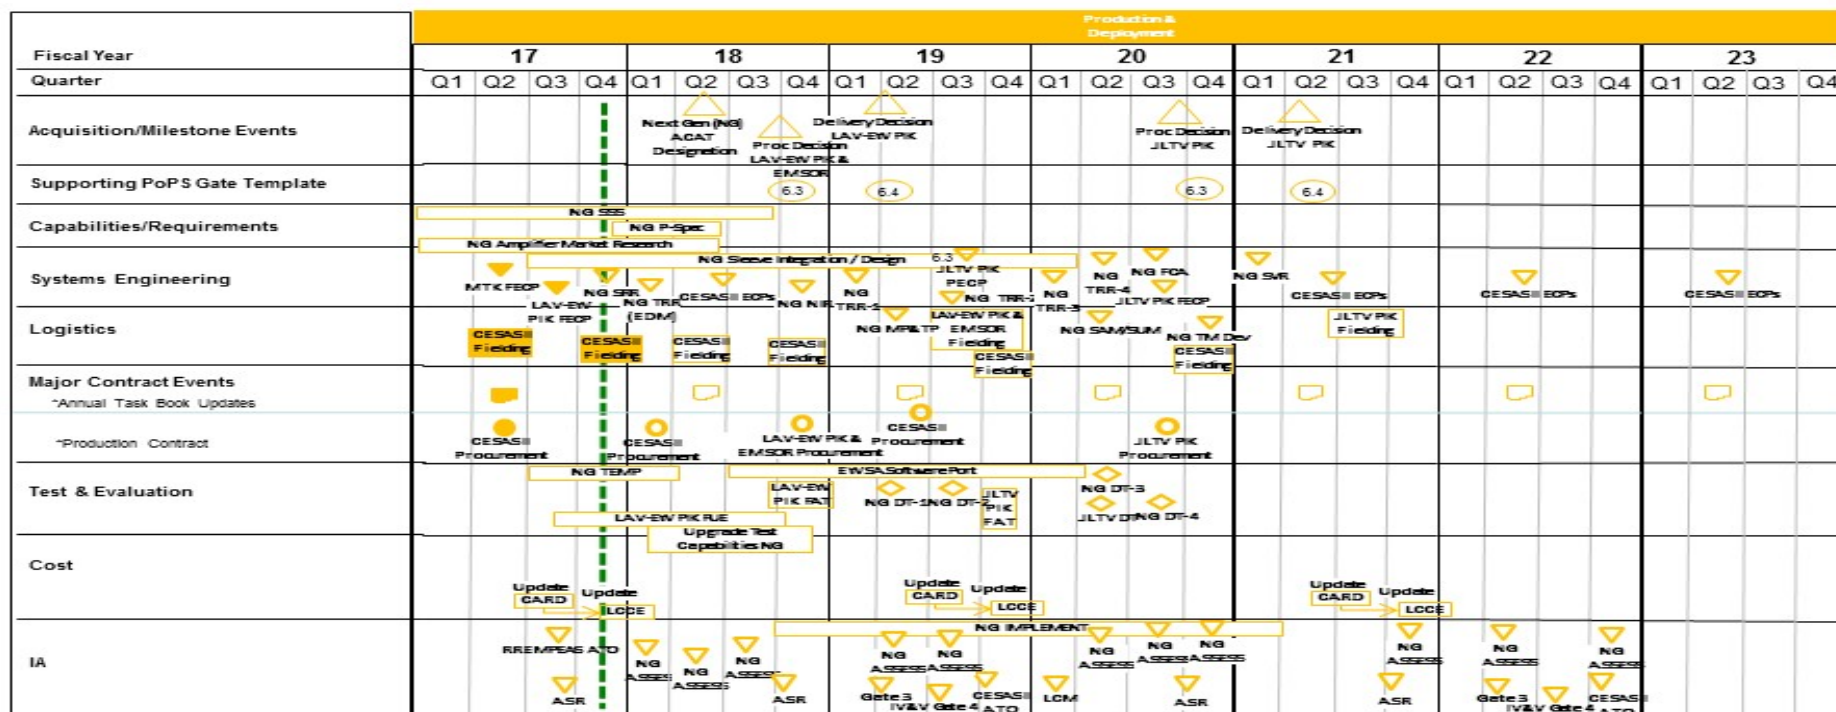 Production &
Deployment
Fiscal Year 17 18 19 20 21 22 23
Quarter Q1 Q2 Q3 Q4 Q1 Q2 Q3 Q4 Q1 Q2 Q3 Q4 Q1 Q2 Q3 Q4 Q1 Q2 Q3 Q4 Q1 Q2 Q3 Q4 Q1 Q2 Q3 Q4
Acquisition/Milestone Events
Next Gen (NG)
ACAT
Designation
Proc Decision
LAV-EW PIK &
EMSOR
Delivery Decision
LAV-EW PIK
Proc Decision
JLTV PIK
Delivery Decision
JLTV PIK
Supporting PoPS Gate Template
6.3
6.4
6.3
6.4
Capabilities/Requirements
NG SSS
NG P-Spec
NG Amplifier Market Research
Systems Engineering
NG Sleeve Integration / Design
6.3
MTK FECP
LAV-EW
PIK FECP
NG SRR
NG TRR
(EDM)
CESAS II ECPs
NG NIR
NG
TRR-1
JLTV PIK
PECP
NG TRR-2
NG
TRR-3
NG
TRR-4
NG FCA
JLTV PIK FECP
NG SVR
CESAS II ECPs
CESAS II ECPs
CESAS II ECPs
Logistics
CESAS II
Fielding
CESAS II
Fielding
CESAS II
Fielding
CESAS II
Fielding
NG MP&TP
LAV-EW PIK &
EMSOR
Fielding
CESAS II
Fielding
NG SAM/SUM
NG TM Dev
CESAS II
Fielding
JLTV PIK
Fielding
Major Contract Events
*Annual Task Book Updates
*Production Contract
CESAS II
Procurement
CESAS II
Procurement
LAV-EW PIK &
EMSOR Procurement
CESAS II
Procurement
JLTV PIK
Procurement
Test & Evaluation
NG TEMP
EWSA Software Port
LAV-EW
PIK FAT
NG DT-1
NG DT-2
JLTV
PIK
FAT
NG DT-3
JLTV DT
NG DT-4
LAV-EW PIK FUE
Upgrade Test
Capabilities NG
Cost
Update
CARD
Update
LCCE
Update
CARD
Update
LCCE
Update
CARD
Update
LCCE
IA
NG IMPLEMENT
RREMPEAS ATO
NG
ASSESS
NG
ASSESS
NG
ASSESS
NG
ASSESS
NG
ASSESS
NG
ASSESS
NG
ASSESS
NG
ASSESS
NG
ASSESS
NG
ASSESS
NG
ASSESS
ASR
ASR
Gate 3
IV&V Gate 4
CESAS II
ATO
LCM
ASR
ASR
Gate 3
IV&V Gate 4
CESAS II
ATO